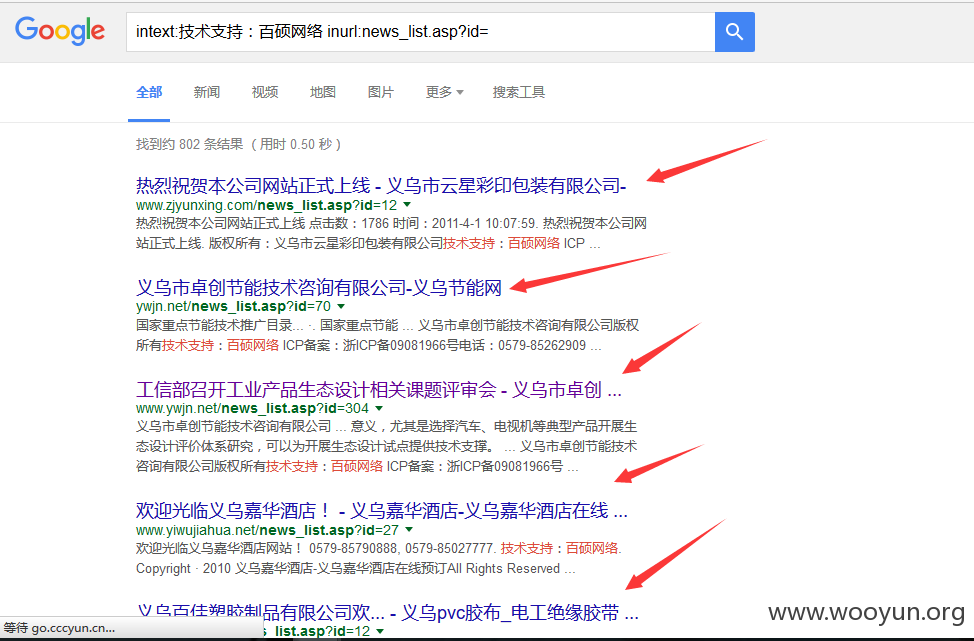 Google
intext:技术支持：百硕网络 inurl:news_list.asp?id=
全部 新闻 视频 地图 图片 更多 搜索工具
找到约 802 条结果 （用时 0.50 秒）
热烈祝贺本公司网站正式上线 - 义乌市云星彩印包装有限公司-
www.zjyunxing.com/news_list.asp?id=12
热烈祝贺本公司网站正式上线 点击数：1786 时间：2011-4-1 10:07:59. 热烈祝贺本公司网
站正式上线. 版权所有：义乌市云星彩印包装有限公司技术支持：百硕网络 ICP ...
义乌市卓创节能技术咨询有限公司-义乌节能网
ywjn.net/news_list.asp?id=70
国家重点节能技术推广目录... ·. 国家重点节能 ... 义乌市卓创节能技术咨询有限公司版权
所有技术支持：百硕网络 ICP备案：浙ICP备09081966号电话：0579-85262909 ...
工信部召开工业产品生态设计相关课题评审会 - 义乌市卓创 ...
www.ywjn.net/news_list.asp?id=304
义乌市卓创节能技术咨询有限公司 ... 意义，尤其是选择汽车、电视机等典型产品开展生
态设计评价体系研究，可以为开展生态设计试点提供技术支撑。 ... 义乌市卓创节能技术
咨询有限公司版权所有技术支持：百硕网络 ICP备案：浙ICP备09081966号 ...
欢迎光临义乌嘉华酒店！ - 义乌嘉华酒店-义乌嘉华酒店在线 ...
www.yiwujiahua.net/news_list.asp?id=27
欢迎光临义乌嘉华酒店网站！ 0579-85790888, 0579-85027777. 技术支持：百硕网络.
Copyright · 2010 义乌嘉华酒店-义乌嘉华酒店在线预订All Rights Reserved ...
义乌百佳塑胶制品有限公司欢... - 义乌pvc胶布_电工绝缘胶带 ...
s_list.asp?id=12
等待 go.cccyun.cn...
www.wooyun.org